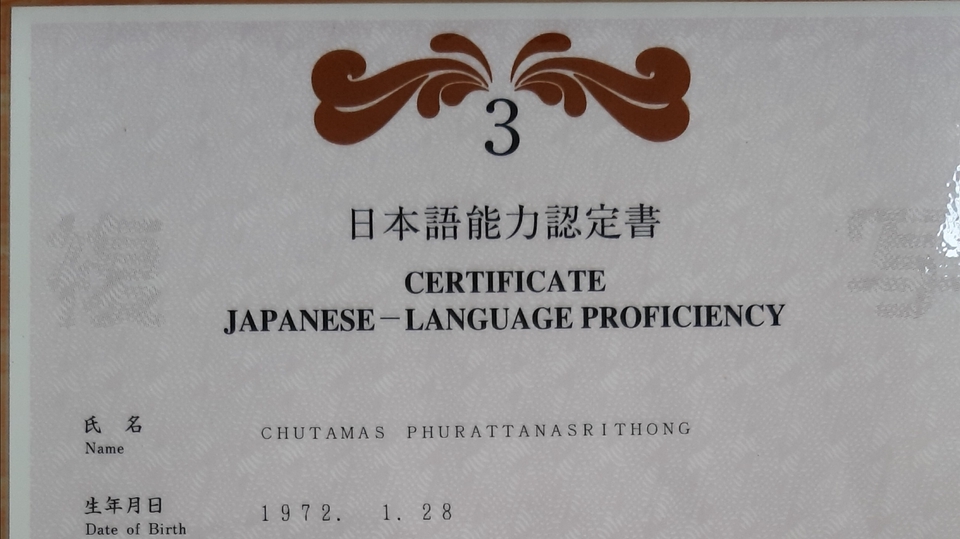 3
日本語能力認定書
CERTIFICATE
JAPANESE－LANGUAGE PROFICIENCY
氏 名 CHUTAMAS PHURATTANASRITHONG
Name
生年月日 1972. 1. 28
Date of Birth